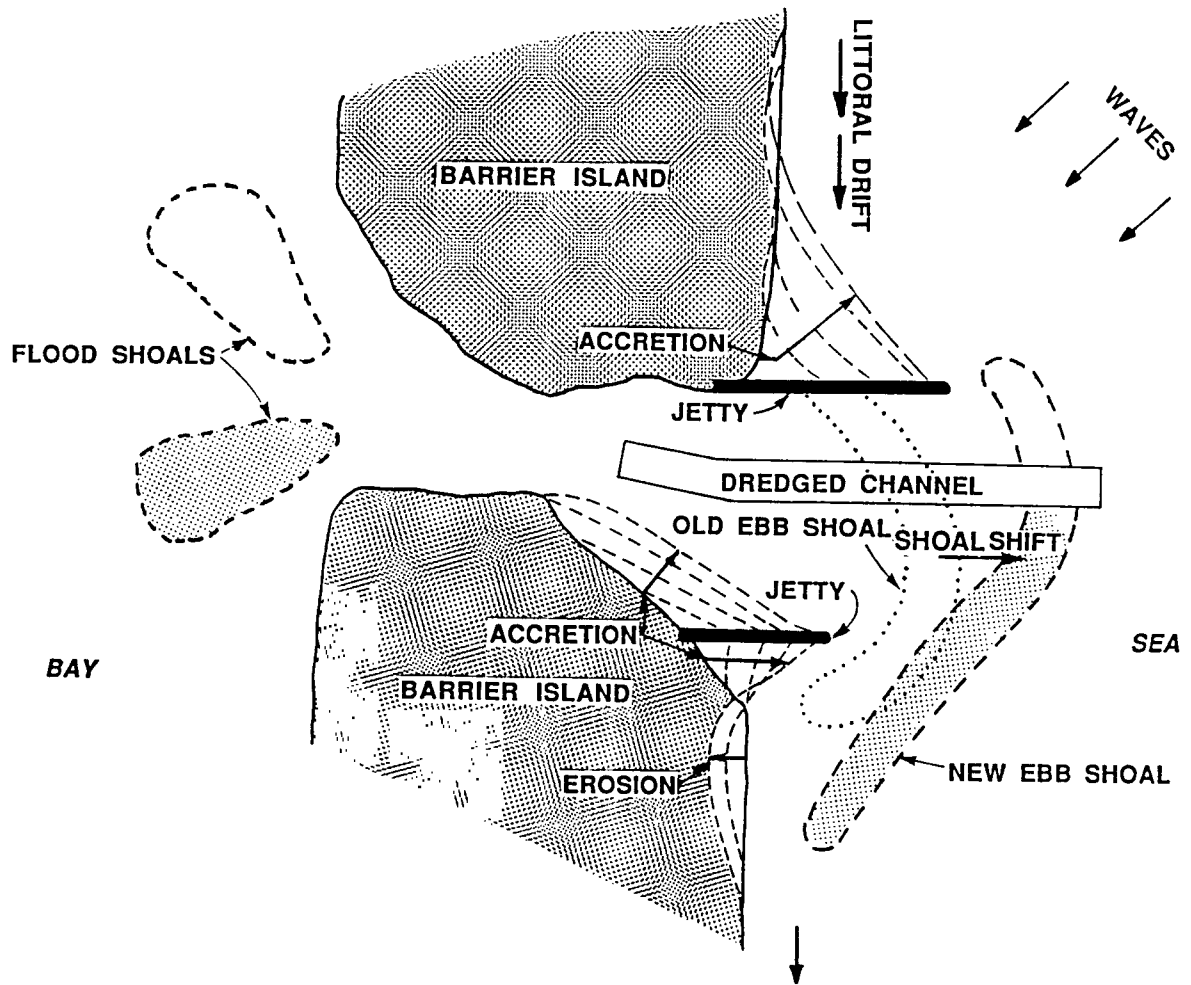 LITTORAL DRIFT
WAVES
BARRIER ISLAND
ACCRETION
FLOOD SHOALS
JETTY
DREDGED CHANNEL
OLD EBB SHOAL
SHOAL SHIFT
JETTY
ACCRETION
SEA
BAY
BARRIER ISLAND
EROSION
NEW EBB SHOAL